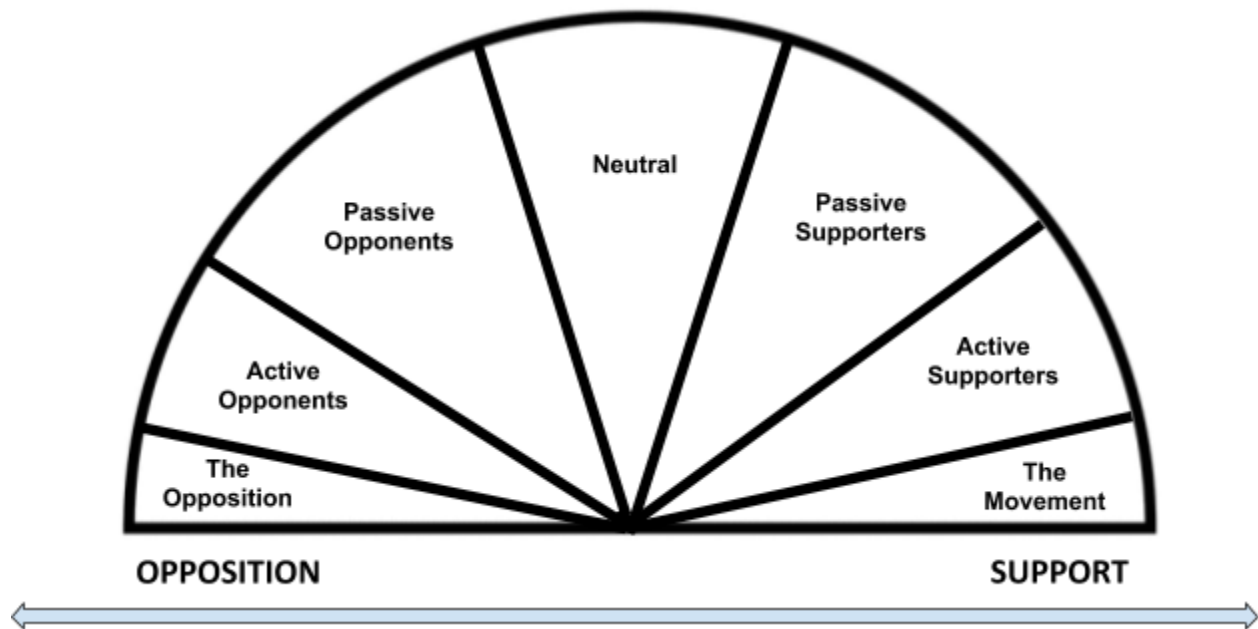 Neutral
Passive
Opponents
Passive
Supporters
Active
Opponents
Active
Supporters
The
Opposition
The
Movement
OPPOSITION
SUPPORT